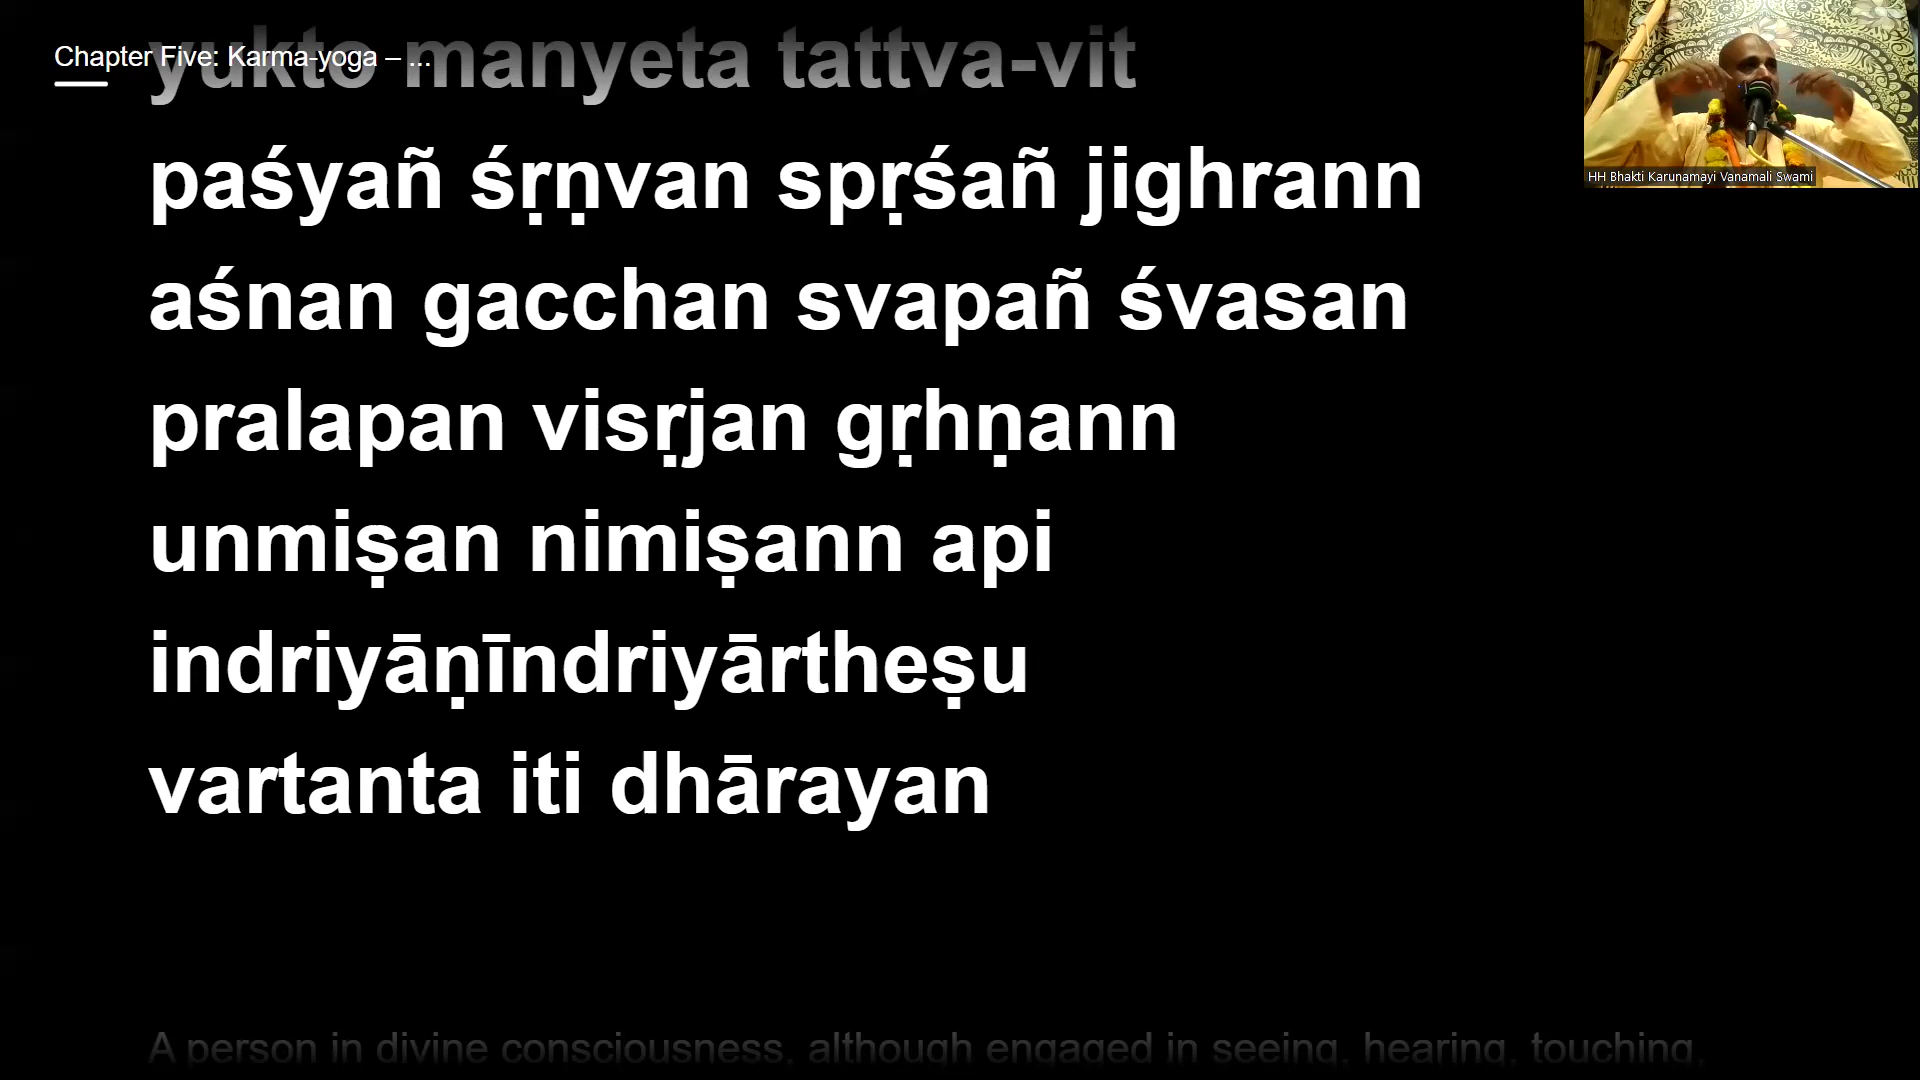 Chapter Five: Karma-yoga – ...
yukto manyeta tattva-vit
paśyañ śṛṇvan spṛśañ jighrann
aśnan gacchan svapañ śvasan
pralapan visṛjan gṛhṇann
unmiṣan nimiṣann api
indriyāṇīndriyārtheṣu
vartanta iti dhārayan
A person in divine consciousness, although engaged in seeing, hearing, touching,
HH Bhakti Karunamayi Vanamali Swami